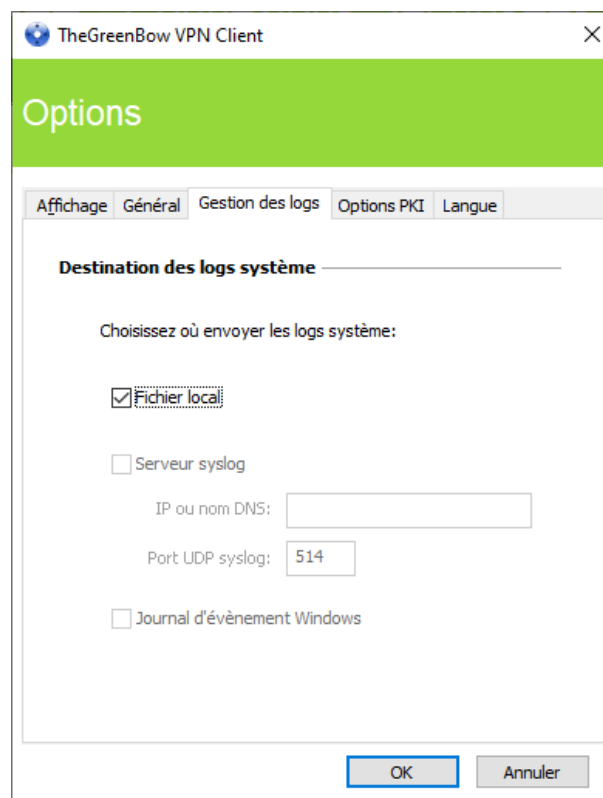 TheGreenBow VPN Client
Options
Affichage Général Gestion des logs Options PKI Langue
Destination des logs système
Choisissez où envoyer les logs système:
Fichier local
Serveur syslog
IP ou nom DNS:
Port UDP syslog: 514
Journal d'évènement Windows
OK Annuler